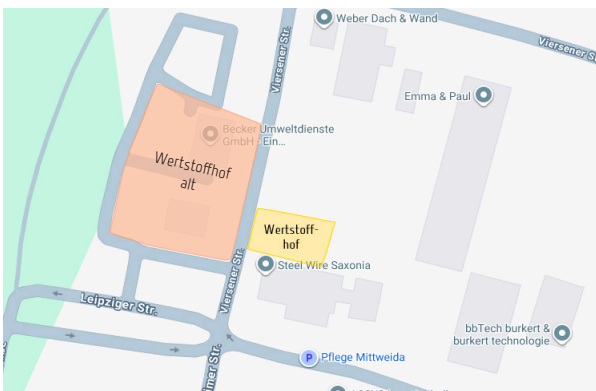 Weber Dach & Wand
Viersener Str.
Viersener S
Emma & Paul
Becker Umweltdienste
GmbH - Ein...
Wertstoffhof
alt
Wertstoff-
hof
Steel Wire Saxonia
Viersener Str.
Leipziger Str.
imer Str.
bbTech burkert &
burkert technologie
P Pflege Mittweida